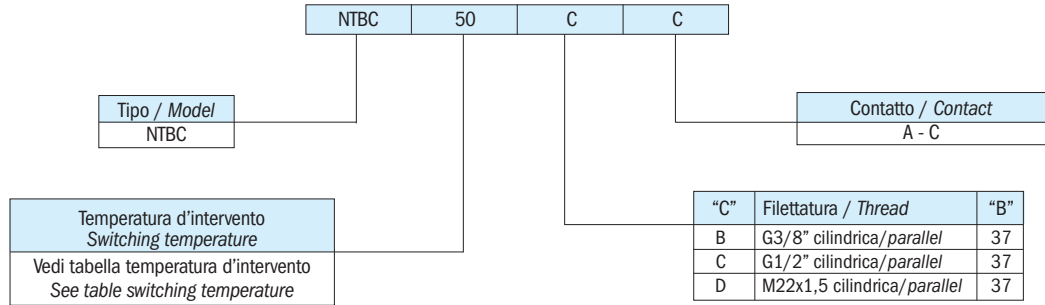 NTBC 50 C C
Tipo / Model
NTBC
Contatto / Contact
A - C
Temperatura d'intervento
Switching temperature
Vedi tabella temperatura d'intervento
See table switching temperature
"C" Filettatura / Thread "B"
B G3/8" cilindrica/parallel 37
C G1/2" cilindrica/parallel 37
D M22x1,5 cilindrica/parallel 37